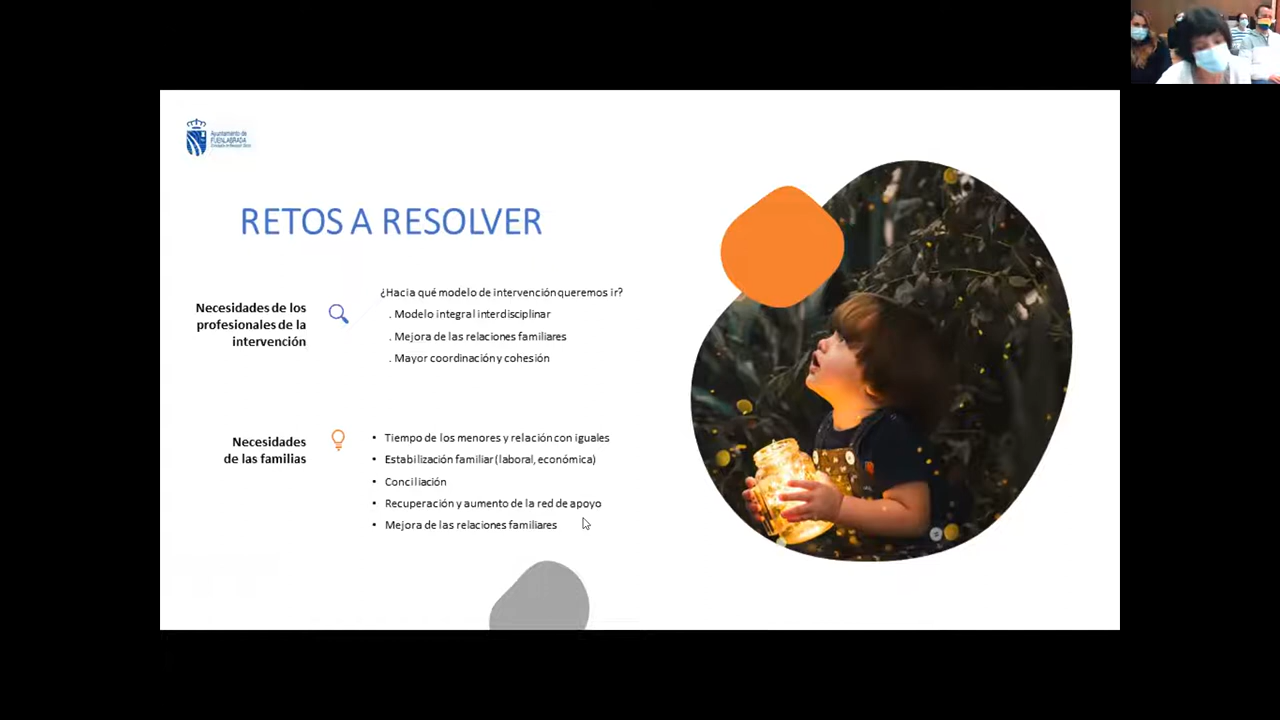 Ayuntamiento de
FUENLABRADA
RETOS A RESOLVER
Necesidades de los
profesionales de la
intervención
¿Hacia qué modelo de intervención queremos ir?
. Modelo integral interdisciplinar
. Mejora de las relaciones familiares
. Mayor coordinación y cohesión
Necesidades
de las familias
• Tiempo de los menores y relación con iguales
• Estabilización familiar (laboral, económica)
• Conciliación
• Recuperación y aumento de la red de apoyo
• Mejora de las relaciones familiares